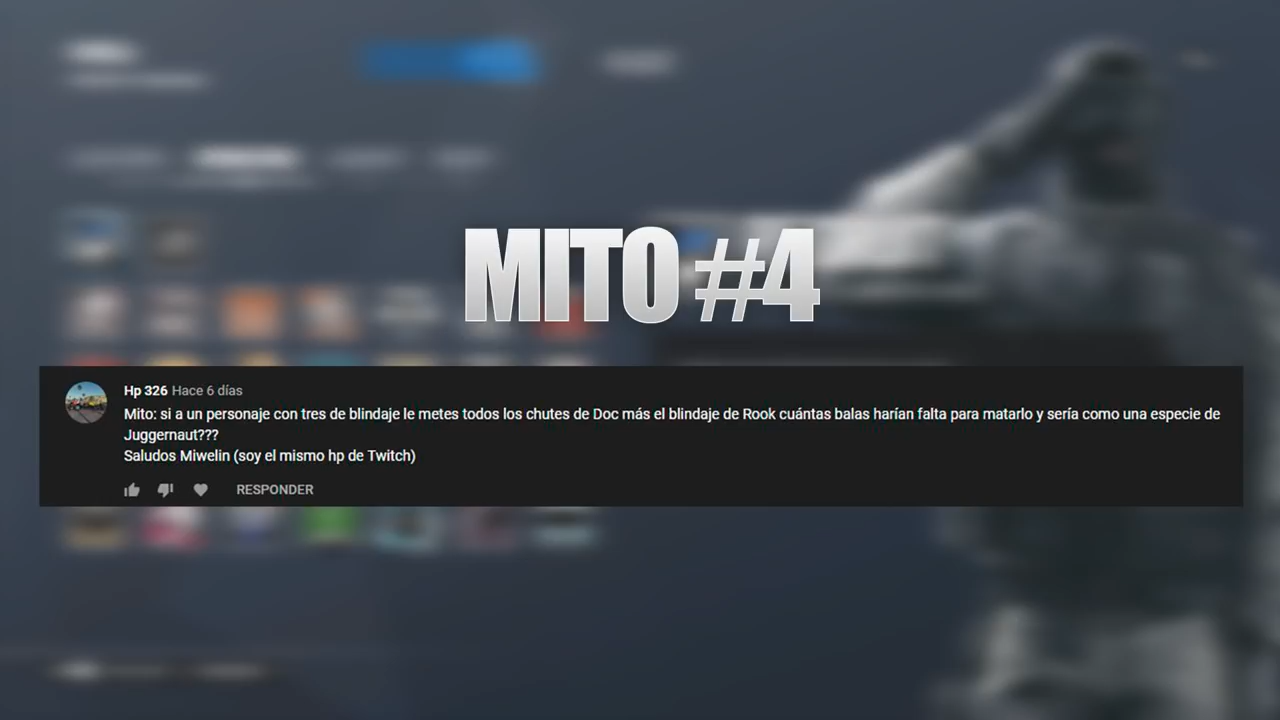 MITO #4
Hp 326 Hace 6 días
Mito: si a un personaje con tres de blindaje le metes todos los chutes de Doc más el blindaje de Rook cuántas balas harían falta para matarlo y sería como una especie de
Juggernaut???
Saludos Miwelin (soy el mismo hp de Twitch)
RESPONDER